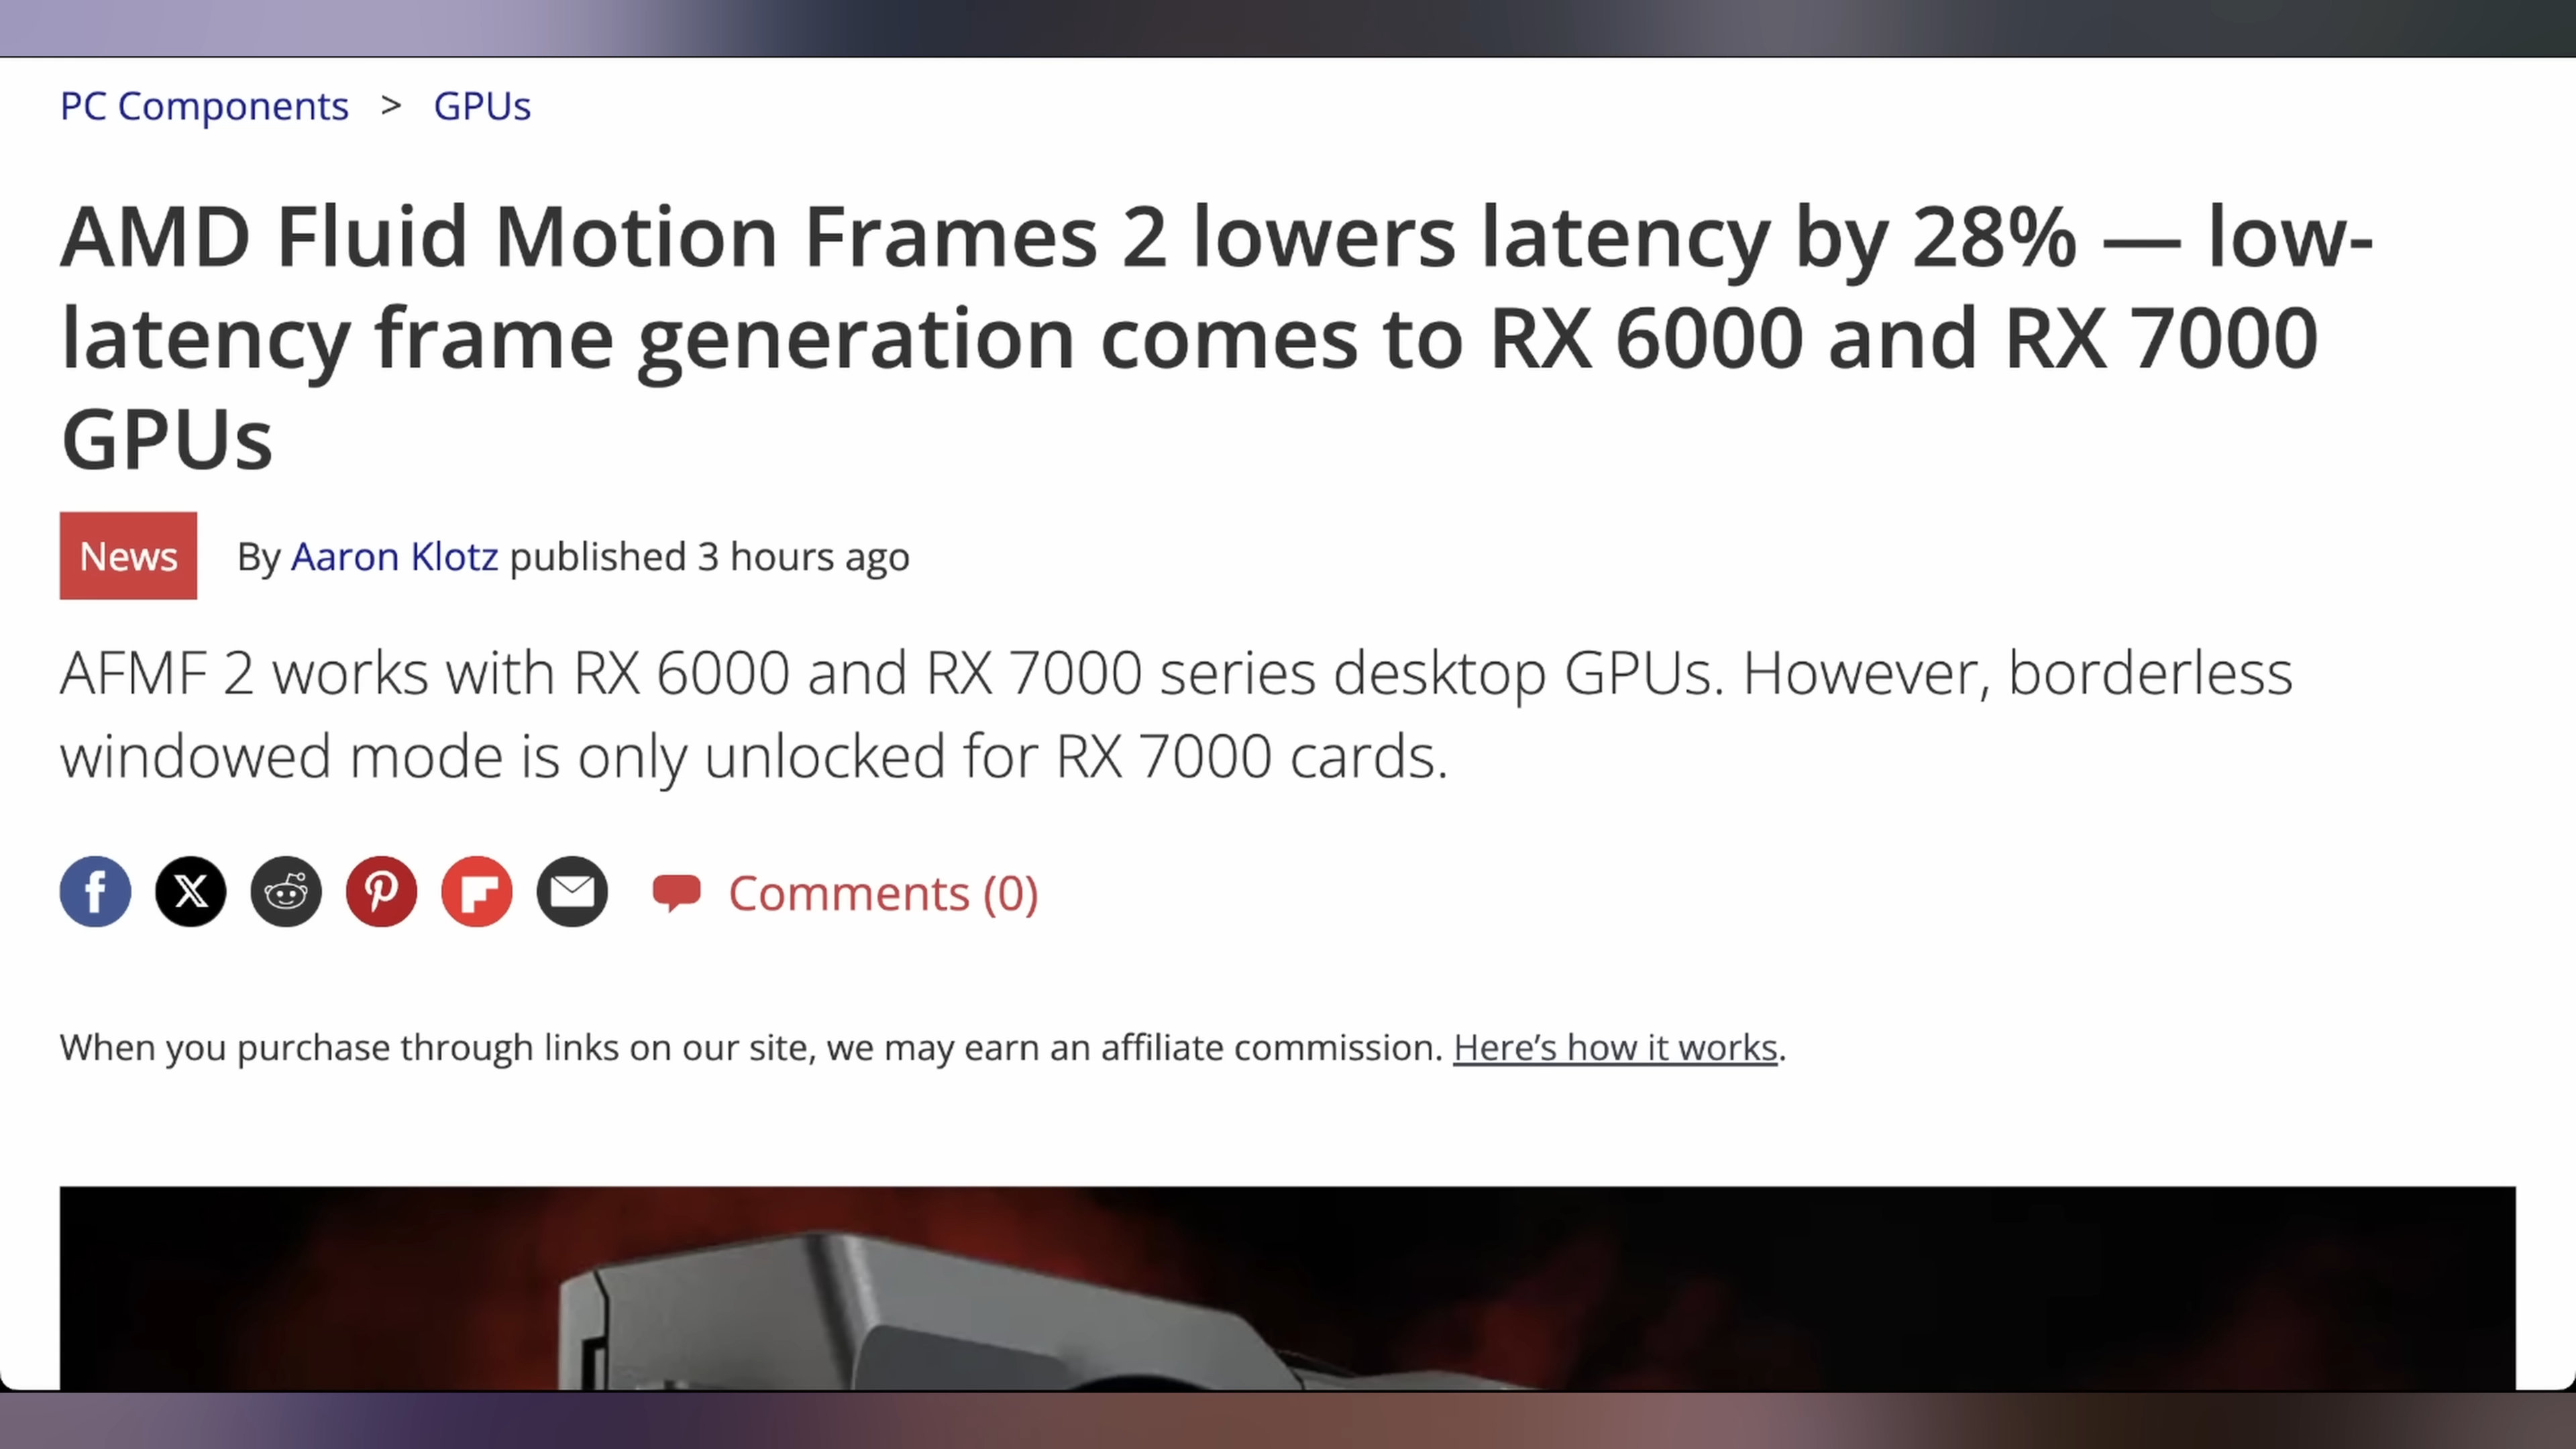 PC Components > GPUs
AMD Fluid Motion Frames 2 lowers latency by 28% — low-
latency frame generation comes to RX 6000 and RX 7000
GPUs
News By Aaron Klotz published 3 hours ago
AFMF 2 works with RX 6000 and RX 7000 series desktop GPUs. However, borderless
windowed mode is only unlocked for RX 7000 cards.
Comments (0)
When you purchase through links on our site, we may earn an affiliate commission. Here’s how it works.